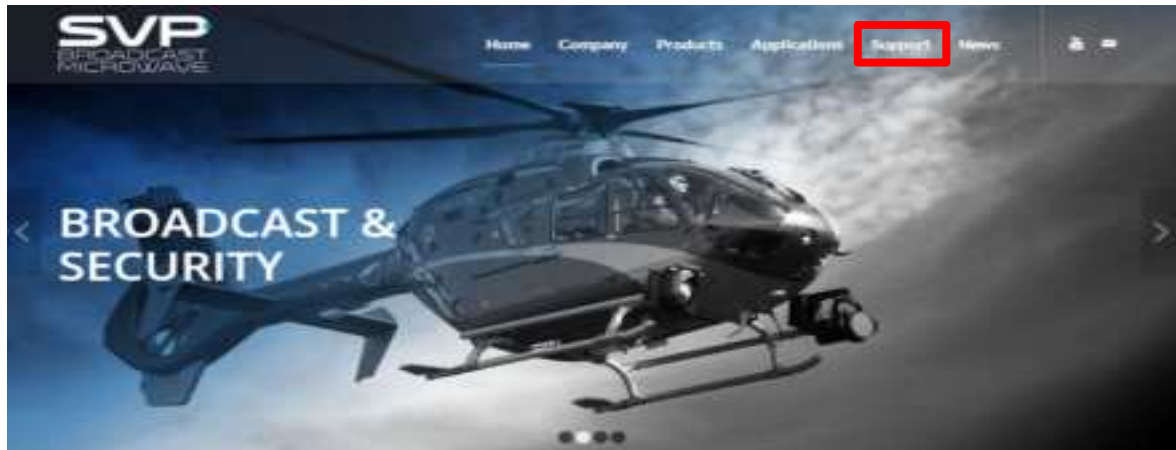 SVP
BROADCAST
MICROWAVE
Home Company Products Applications Support News
BROADCAST &
SECURITY